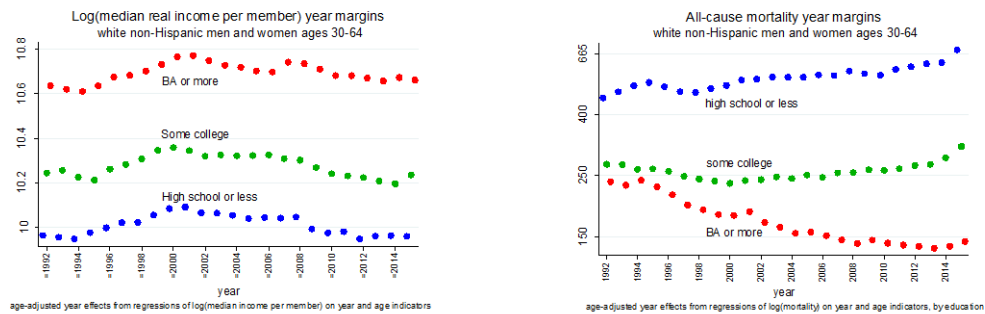 Log(median real income per member) year margins
white non-Hispanic men and women ages 30-64
10.8
10.6
10.4
10.2
10
BA or more
Some college
High school or less
=1992
=1994
=1996
=1998
=2000
=2002
=2004
=2006
=2008
=2010
=2012
=2014
year
age-adjusted year effects from regressions of log(median income per member) on year and age indicators
All-cause mortality year margins
white non-Hispanic men and women ages 30-64
665
400
250
150
high school or less
some college
BA or more
1992
1994
1996
1998
2000
2002
2004
2006
2008
2010
2012
2014
year
age-adjusted year effects from regressions of log(mortality) on year and age indicators, by education